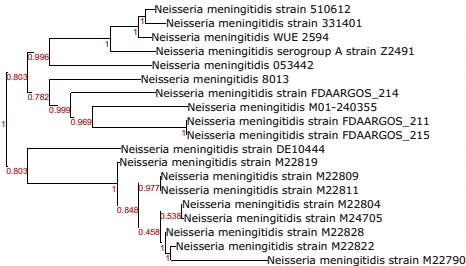 Neisseria meningitidis strain 510612
1
Neisseria meningitidis strain 331401
1
Neisseria meningitidis WUE 2594
1
Neisseria meningitidis serogroup A strain Z2491
0.996
Neisseria meningitidis 053442
0.803
Neisseria meningitidis 8013
0.782
Neisseria meningitidis strain FDAARGOS_214
0.999
Neisseria meningitidis M01-240355
0.969
Neisseria meningitidis strain FDAARGOS_211
1
Neisseria meningitidis strain FDAARGOS_215
1
Neisseria meningitidis strain DE10444
0.803
Neisseria meningitidis strain M22819
1
Neisseria meningitidis strain M22809
0.977
Neisseria meningitidis strain M22811
0.848
Neisseria meningitidis strain M22804
0.538
Neisseria meningitidis strain M24705
0.458
Neisseria meningitidis strain M22828
1
Neisseria meningitidis strain M22822
1
Neisseria meningitidis strain M22790